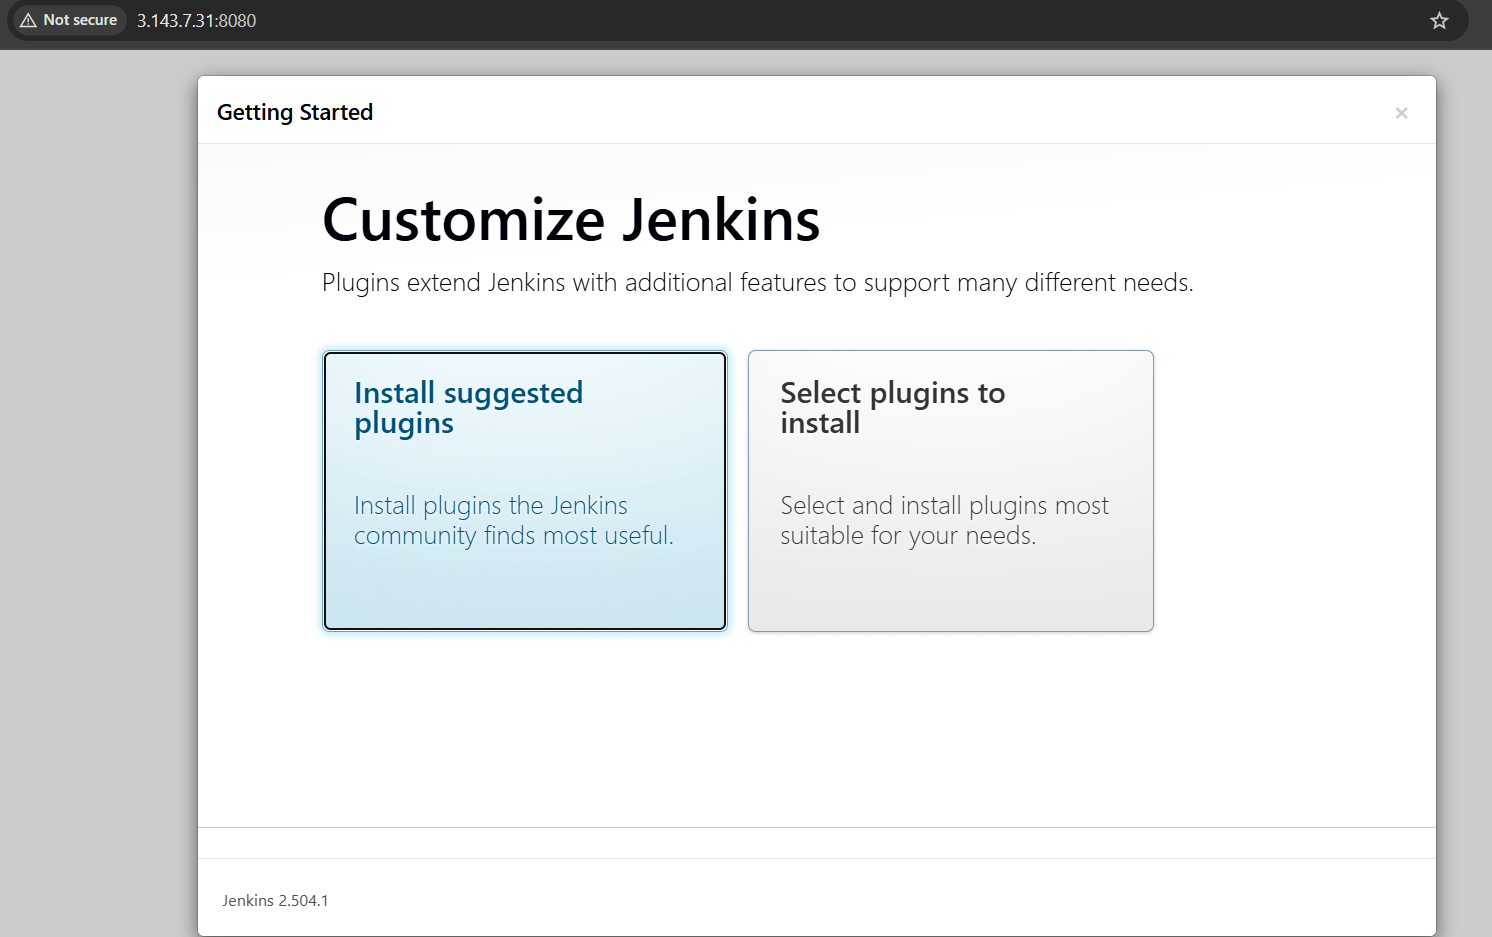 Not secure 3.143.7.31:8080
Getting Started ×
Customize Jenkins
Plugins extend Jenkins with additional features to support many different needs.
Install suggested
plugins
Install plugins the Jenkins
community finds most useful.
Select plugins to
install
Select and install plugins most
suitable for your needs.
Jenkins 2.504.1